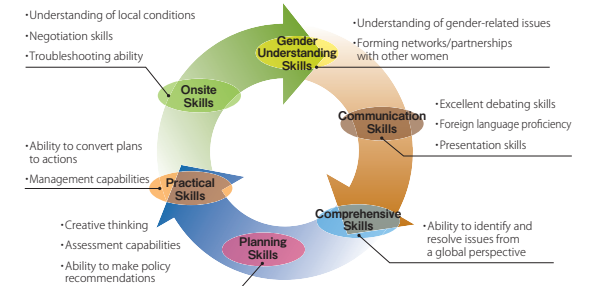 ･Understanding of local conditions
･Negotiation skills
･Troubleshooting ability
Onsite
Skills
Gender
Understanding
Skills
･Understanding of gender-related issues
･Forming networks/partnerships
with other women
Communication
Skills
･Excellent debating skills
･Foreign language proficiency
･Presentation skills
Comprehensive
Skills
･Ability to identify and
resolve issues from
a global perspective
Planning
Skills
･Creative thinking
･Assessment capabilities
･Ability to make policy
recommendations
Practical
Skills
･Ability to convert plans
to actions
･Management capabilities